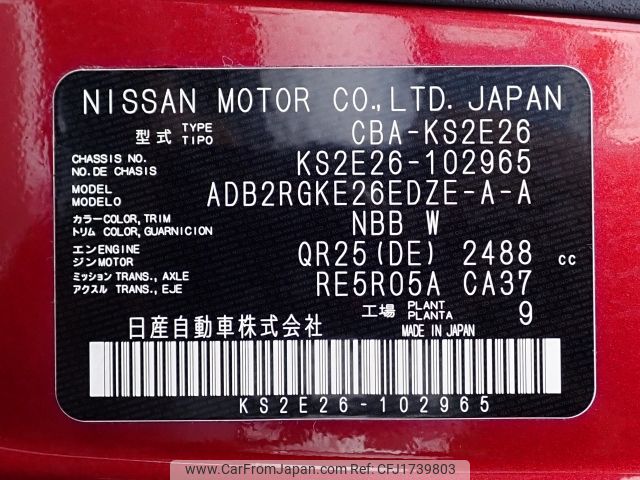 NISSAN MOTOR CO.,LTD. JAPAN
型式 TYPE TIPO CBA-KS2E26
CHASSIS NO. NO.DE CHASIS KS2E26-102965
MODEL MODELO ADB2RGKE26EDZE-A-A
カラー COLOR, TRIM
トリム COLOR, GUARNICION NBB W
エンジン ENGINE MOTOR QR25(DE) 2488 cc
ミッション TRANS., AXLE
アクスル TRANS., EJE RE5R05A CA37
工場 PLANT PLANTA 9
日産自動車株式会社 MADE IN JAPAN
KS2E26-102965
www.CarFromJapan.com | CarFromJapan ID: CFJ1739803